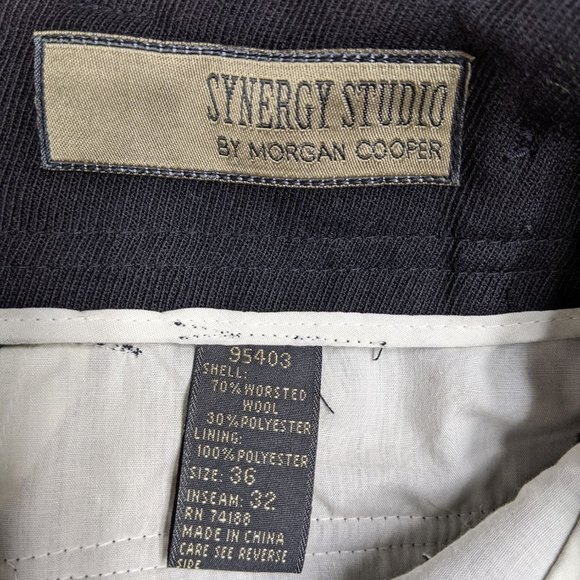 SYNERGY STUDIO
BY MORGAN COOPER
95403
SHELL:
70% WORSTED
WOOL
30% POLYESTER
LINING:
100% POLYESTER
SIZE: 36
INSEAM: 32
RN 74188
MADE IN CHINA
CARE SEE REVERSE
SIDE